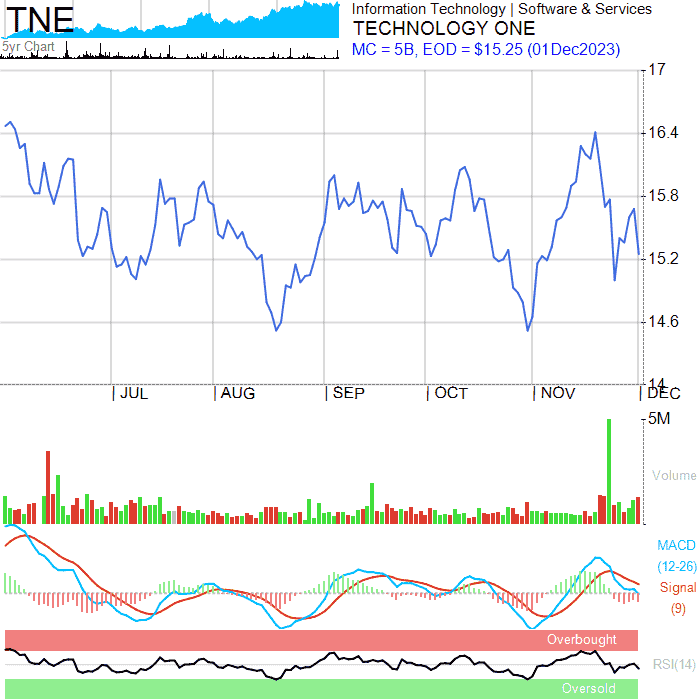 TNE
Information Technology | Software & Services
TECHNOLOGY ONE
5yr Chart
MC = 5B, EOD = $15.25 (01Dec2023)
17
16.4
15.8
15.2
14.6
14
| JUL
| AUG
| SEP
| OCT
| NOV
| DEC
5M
Volume
MACD
(12-26)
Signal
(9)
Overbought
RSI(14)
Oversold